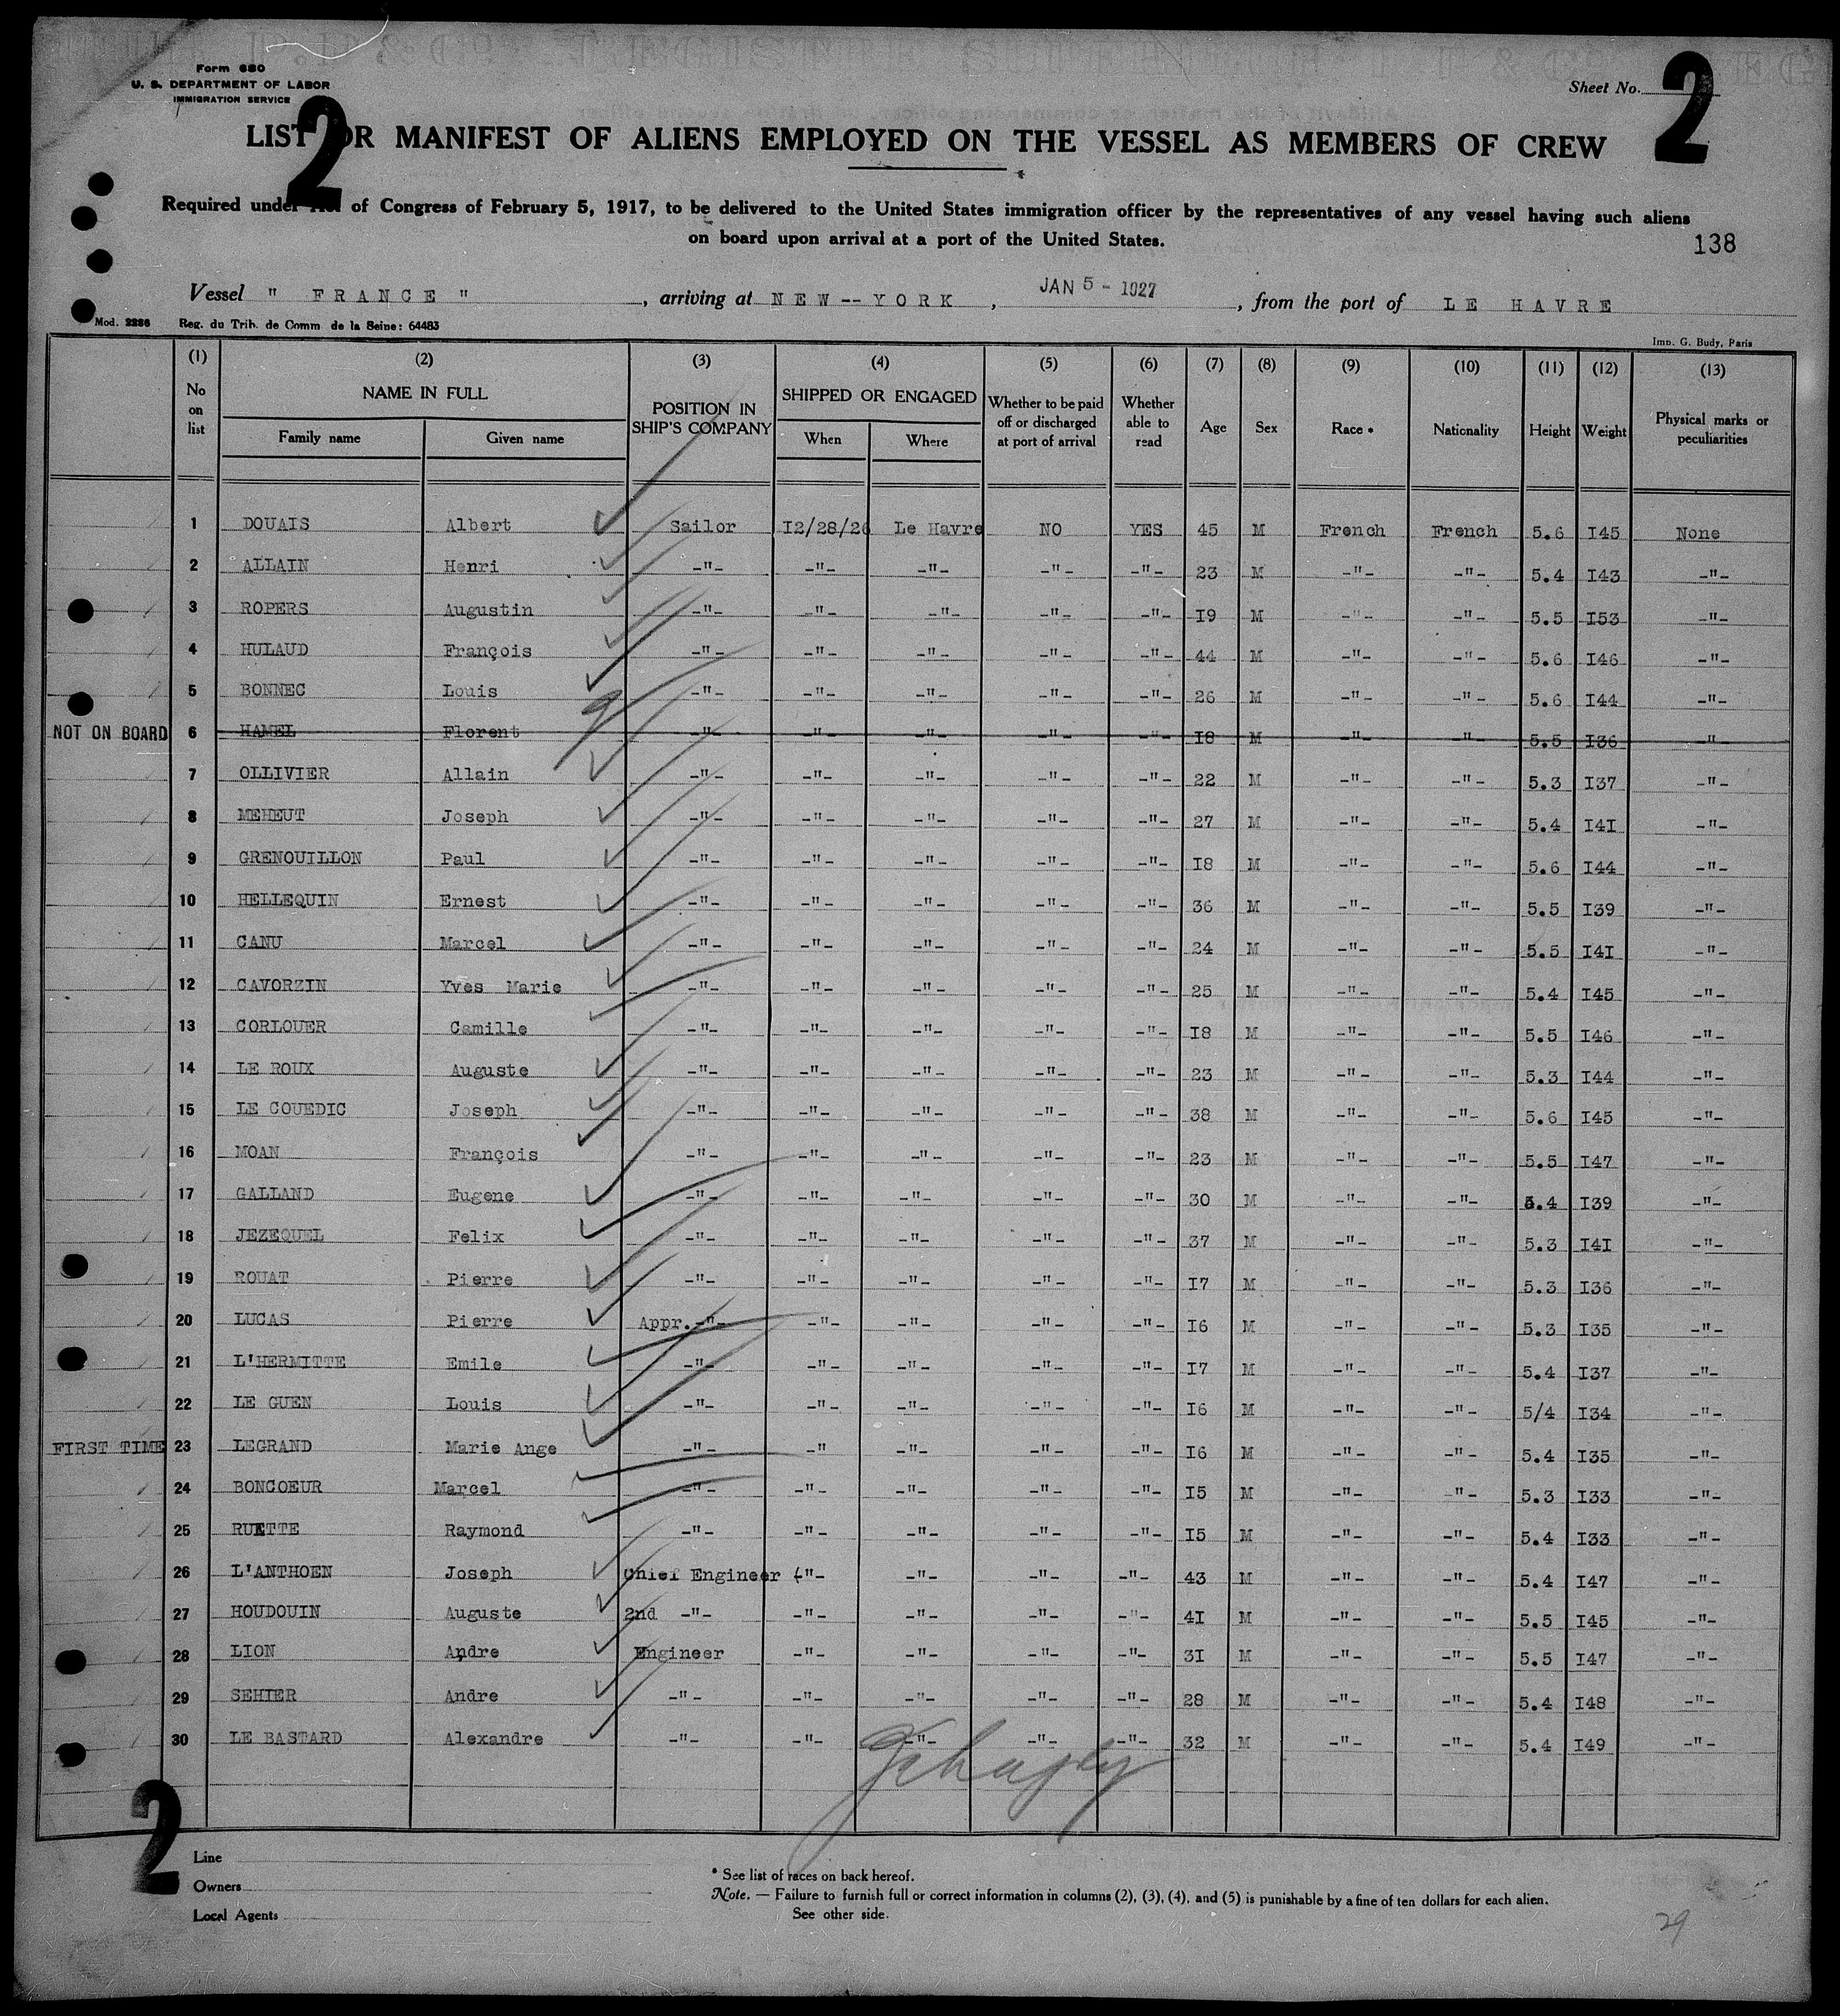 Form 680
U. S. DEPARTMENT OF LABOR
IMMIGRATION SERVICE
Sheet No. 2
2
LIST OR MANIFEST OF ALIENS EMPLOYED ON THE VESSEL AS MEMBERS OF CREW
Required under Act of Congress of February 5, 1917, to be delivered to the United States immigration officer by the representatives of any vessel having such aliens
on board upon arrival at a port of the United States.
138
Vessel " FRANCE ", arriving at NEW--YORK, JAN 5 - 1927, from the port of LE HAVRE
Mod. 2286 Reg. du Trib. de Comm de la Seine: 64483
Imp. G. Budy, Paris
(1) (2) (3) (4) (5) (6) (7) (8) (9) (10) (11) (12) (13)
No on list NAME IN FULL POSITION IN SHIP'S COMPANY SHIPPED OR ENGAGED Whether to be paid off or discharged at port of arrival Whether able to read Age Sex Race * Nationality Height Weight Physical marks or peculiarities
Family name Given name When Where
1 DOUAIS Albert Sailor I2/28/26 Le Havre NO YES 45 M French French 5.6 I45 None
2 ALLAIN Henri -"- -"- -"- -"- -"- 23 M -"- -"- 5.4 I43 -"-
3 ROPERS Augustin -"- -"- -"- -"- -"- I9 M -"- -"- 5.5 I53 -"-
4 HULAUD François -"- -"- -"- -"- -"- 44 M -"- -"- 5.6 I46 -"-
5 BONNEC Louis -"- -"- -"- -"- -"- 26 M -"- -"- 5.6 I44 -"-
NOT ON BOARD 6 HAMEL Florent -"- -"- -"- -"- -"- I8 M -"- -"- 5.5 I36 -"-
7 OLLIVIER Allain -"- -"- -"- -"- -"- 22 M -"- -"- 5.3 I37 -"-
8 MEHEUT Joseph -"- -"- -"- -"- -"- 27 M -"- -"- 5.4 I4I -"-
9 GRENOUILLON Paul -"- -"- -"- -"- -"- I8 M -"- -"- 5.6 I44 -"-
10 HELLEQUIN Ernest -"- -"- -"- -"- -"- 36 M -"- -"- 5.5 I39 -"-
11 CANU Marcel -"- -"- -"- -"- -"- 24 M -"- -"- 5.5 I4I -"-
12 CAVORZIN Yves Marie -"- -"- -"- -"- -"- 25 M -"- -"- 5.4 I45 -"-
13 CORLOUER Camille -"- -"- -"- -"- -"- I8 M -"- -"- 5.5 I46 -"-
14 LE ROUX Auguste -"- -"- -"- -"- -"- 23 M -"- -"- 5.3 I44 -"-
15 LE COUEDIC Joseph -"- -"- -"- -"- -"- 38 M -"- -"- 5.6 I45 -"-
16 MOAN François -"- -"- -"- -"- -"- 23 M -"- -"- 5.5 I47 -"-
17 GALLAND Eugene -"- -"- -"- -"- -"- 30 M -"- -"- 5.4 I39 -"-
18 JEZEQUEL Felix -"- -"- -"- -"- -"- 37 M -"- -"- 5.3 I4I -"-
19 ROUAT Pierre -"- -"- -"- -"- -"- I7 M -"- -"- 5.3 I36 -"-
20 LUCAS Pierre Appr.-"- -"- -"- -"- -"- I6 M -"- -"- 5.3 I35 -"-
21 L'HERMITTE Emile -"- -"- -"- -"- -"- I7 M -"- -"- 5.4 I37 -"-
22 LE GUEN Louis -"- -"- -"- -"- -"- I6 M -"- -"- 5/4 I34 -"-
FIRST TIME 23 LEGRAND Marie Ange -"- -" -"- -"- -"- I6 M -"- -"- 5.4 I35 -"-
24 BONCOEUR Marcel -"- -"- -"- -"- -"- I5 M -"- -"- 5.3 I33 -"-
25 RUETTE Raymond -"- -"- -"- -"- -"- I5 M -"- -"- 5.4 I33 -"-
26 L'ANTHOEN Joseph Chief Engineer (-"- -"- -"- -"- 43 M -"- -"- 5.4 I47 -"-
27 HOUDOUIN Auguste 2nd -"- -"- -"- -"- -"- 4I M -"- -"- 5.5 I45 -"-
28 LION Andre Engineer -"- -"- -"- -"- 3I M -"- -"- 5.5 I47 -"-
29 SEHIER Andre -"- -"- -"- -"- -"- 28 M -"- -"- 5.4 I48 -"-
30 LE BASTARD Alexandre -"- -"- -"- -"- -"- 32 M -"- -"- 5.4 I49 -"-
2
Line
Owners
Local Agents
* See list of races on back hereof.
Note. — Failure to furnish full or correct information in columns (2), (3), (4), and (5) is punishable by a fine of ten dollars for each alien.
See other side.
29